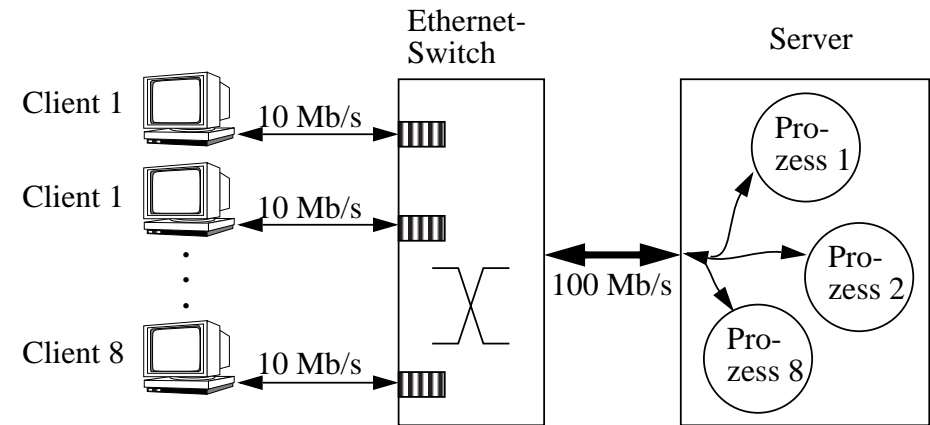 Ethernet-
Switch
Server
Client 1
10 Mb/s
Pro-
zess 1
Client 1
10 Mb/s
100 Mb/s
Pro-
zess 2
Client 8
10 Mb/s
Pro-
zess 8